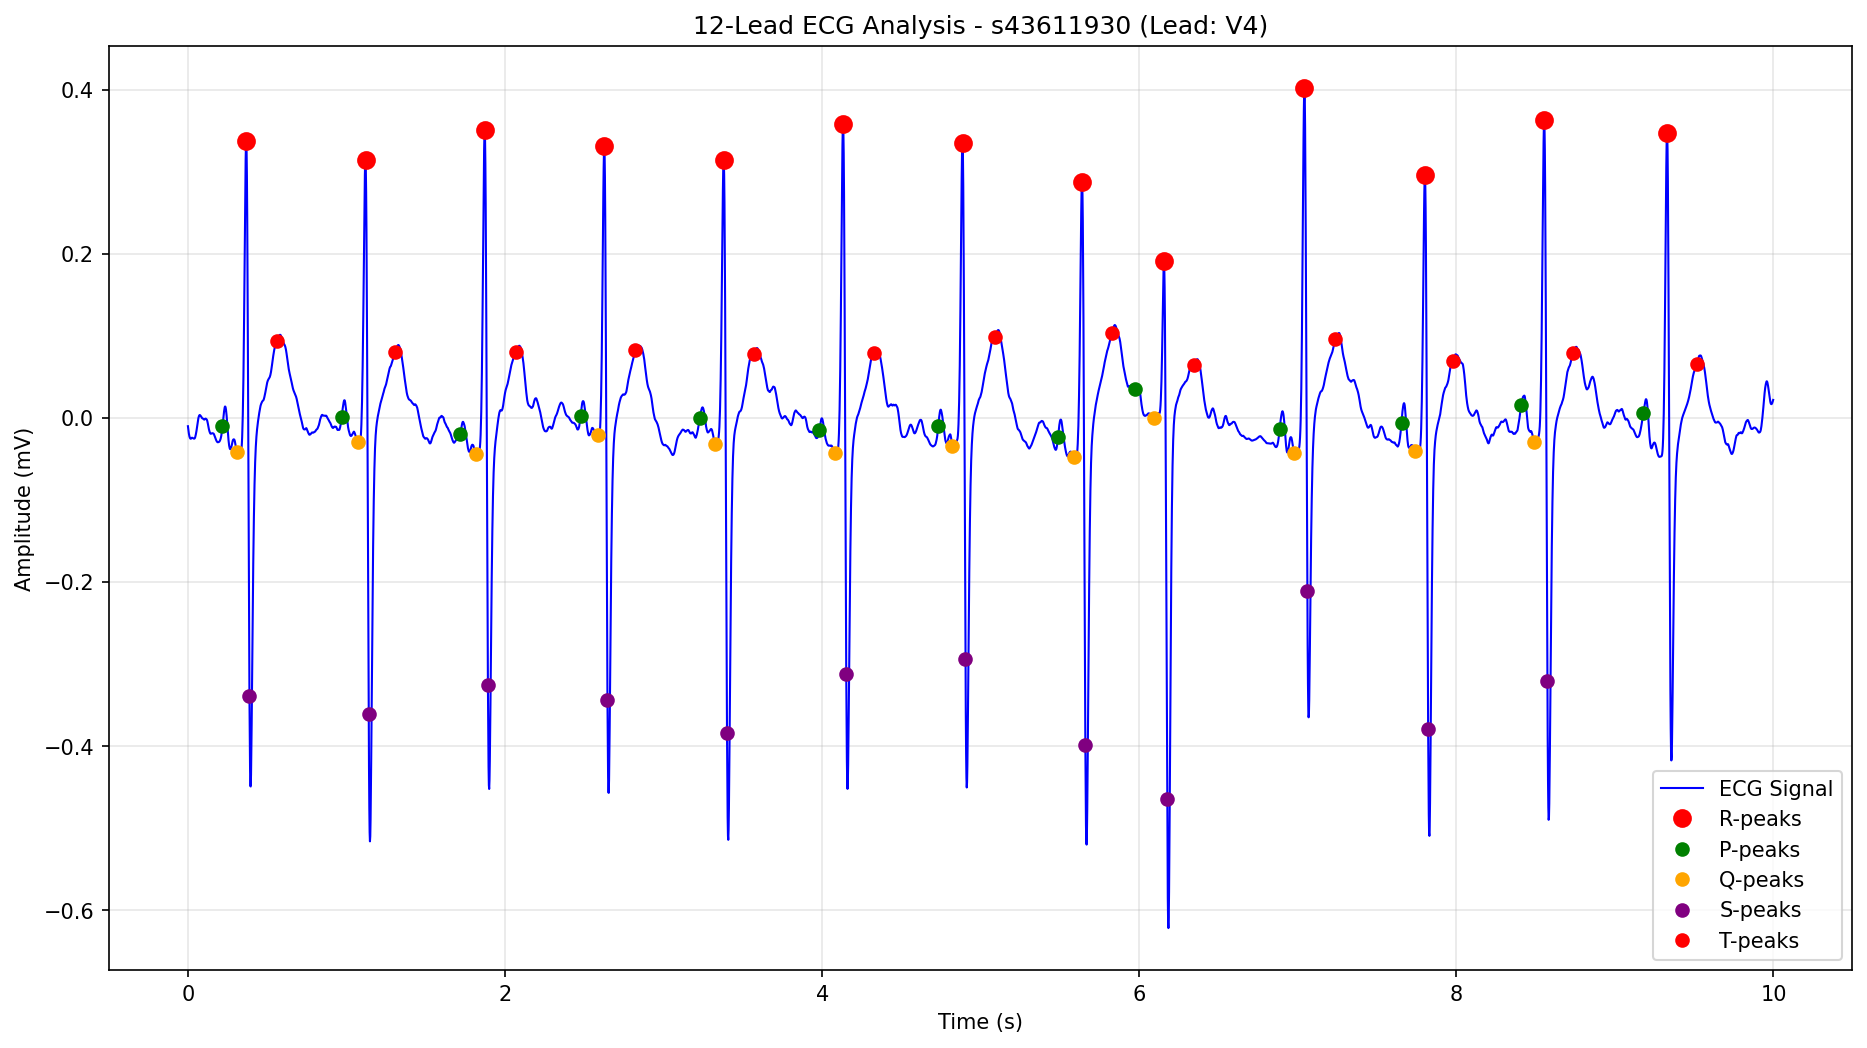 12-Lead ECG Analysis - s43611930 (Lead: V4)
Amplitude (mV)
0.4
0.2
0.0
−0.2
−0.4
−0.6
0
2
4
6
8
10
Time (s)
ECG Signal
R-peaks
P-peaks
Q-peaks
S-peaks
T-peaks